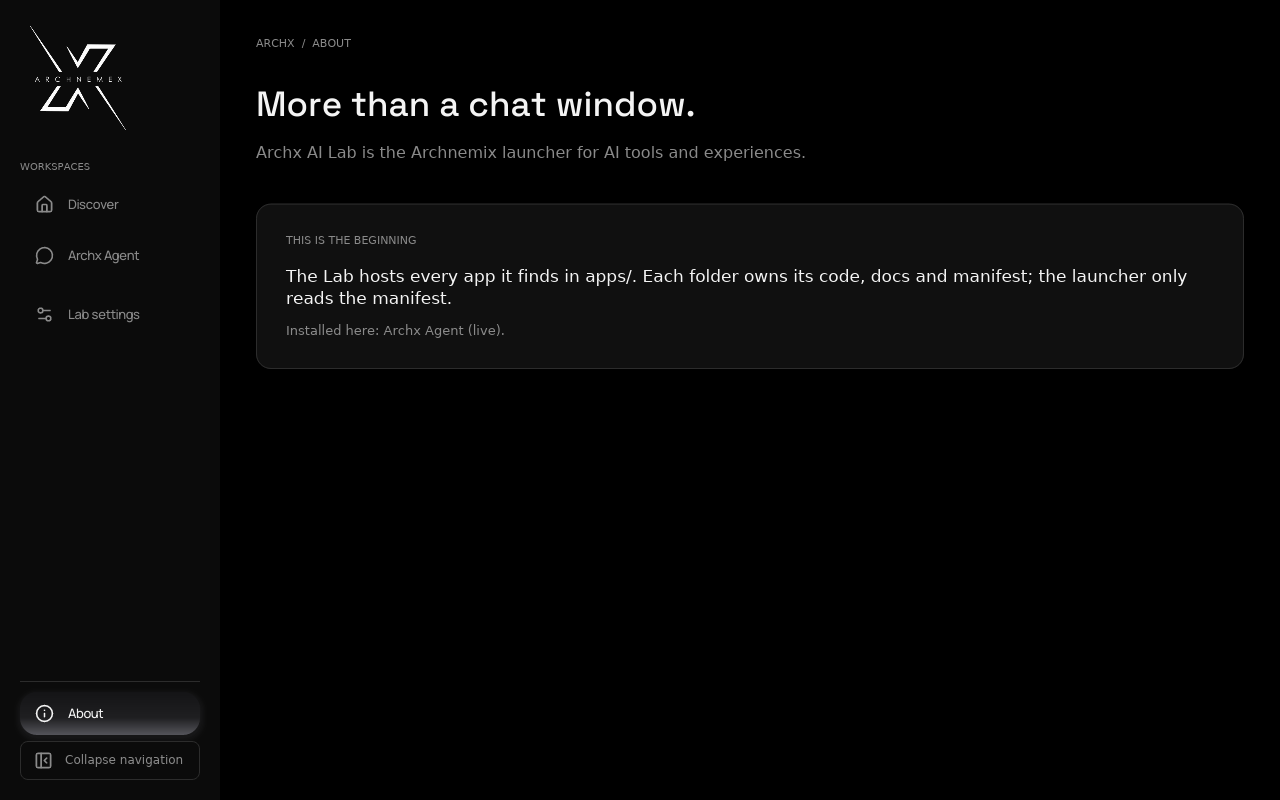 ARCHNEMEX
WORKSPACES
Discover
Archx Agent
Lab settings
About
Collapse navigation
ARCHX / ABOUT
More than a chat window.
Archx AI Lab is the Archnemix launcher for AI tools and experiences.
THIS IS THE BEGINNING
The Lab hosts every app it finds in apps/. Each folder owns its code, docs and manifest; the launcher only
reads the manifest.
Installed here: Archx Agent (live).